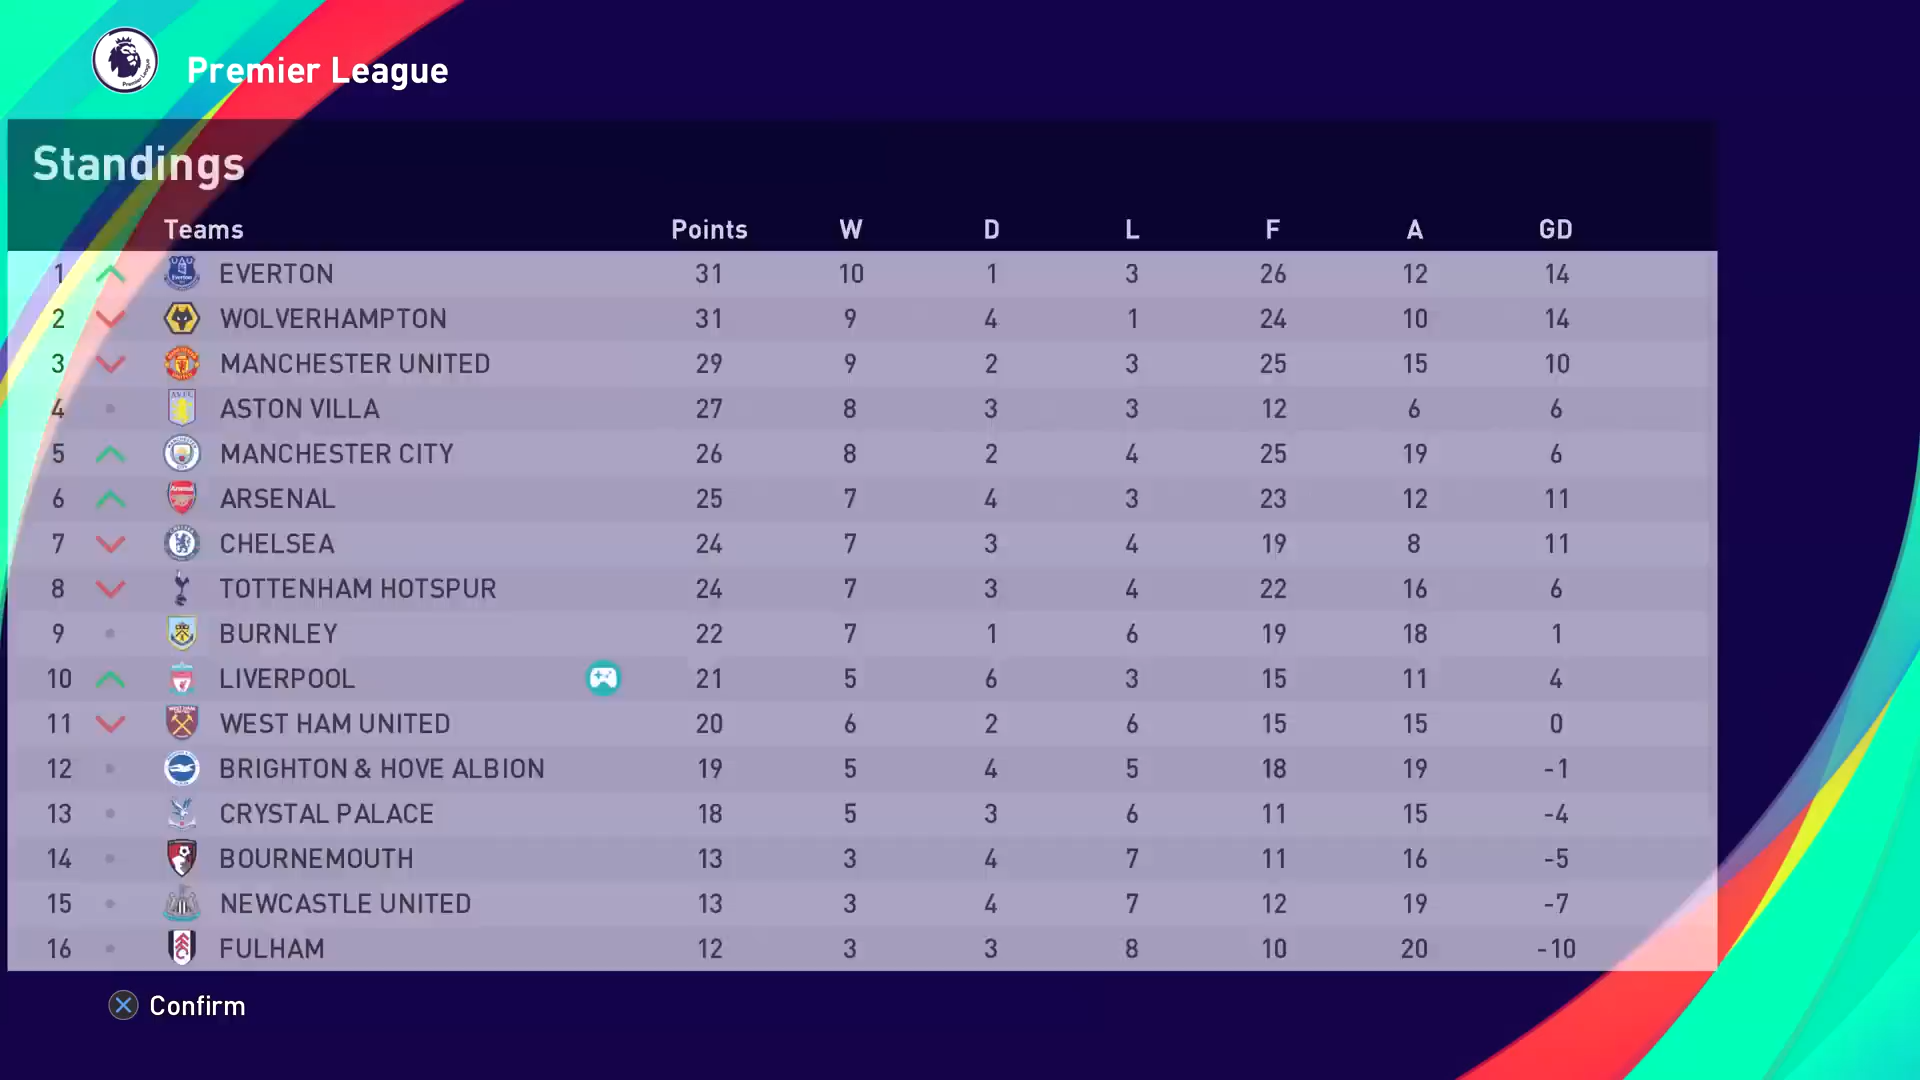 Premier League
Standings
Teams Points W D L F A GD
1 EVERTON 31 10 1 3 26 12 14
2 WOLVERHAMPTON 31 9 4 1 24 10 14
3 MANCHESTER UNITED 29 9 2 3 25 15 10
4 ASTON VILLA 27 8 3 3 12 6 6
5 MANCHESTER CITY 26 8 2 4 25 19 6
6 ARSENAL 25 7 4 3 23 12 11
7 CHELSEA 24 7 3 4 19 8 11
8 TOTTENHAM HOTSPUR 24 7 3 4 22 16 6
9 BURNLEY 22 7 1 6 19 18 1
10 LIVERPOOL 21 5 6 3 15 11 4
11 WEST HAM UNITED 20 6 2 6 15 15 0
12 BRIGHTON & HOVE ALBION 19 5 4 5 18 19 -1
13 CRYSTAL PALACE 18 5 3 6 11 15 -4
14 BOURNEMOUTH 13 3 4 7 11 16 -5
15 NEWCASTLE UNITED 13 3 4 7 12 19 -7
16 FULHAM 12 3 3 8 10 20 -10
Confirm